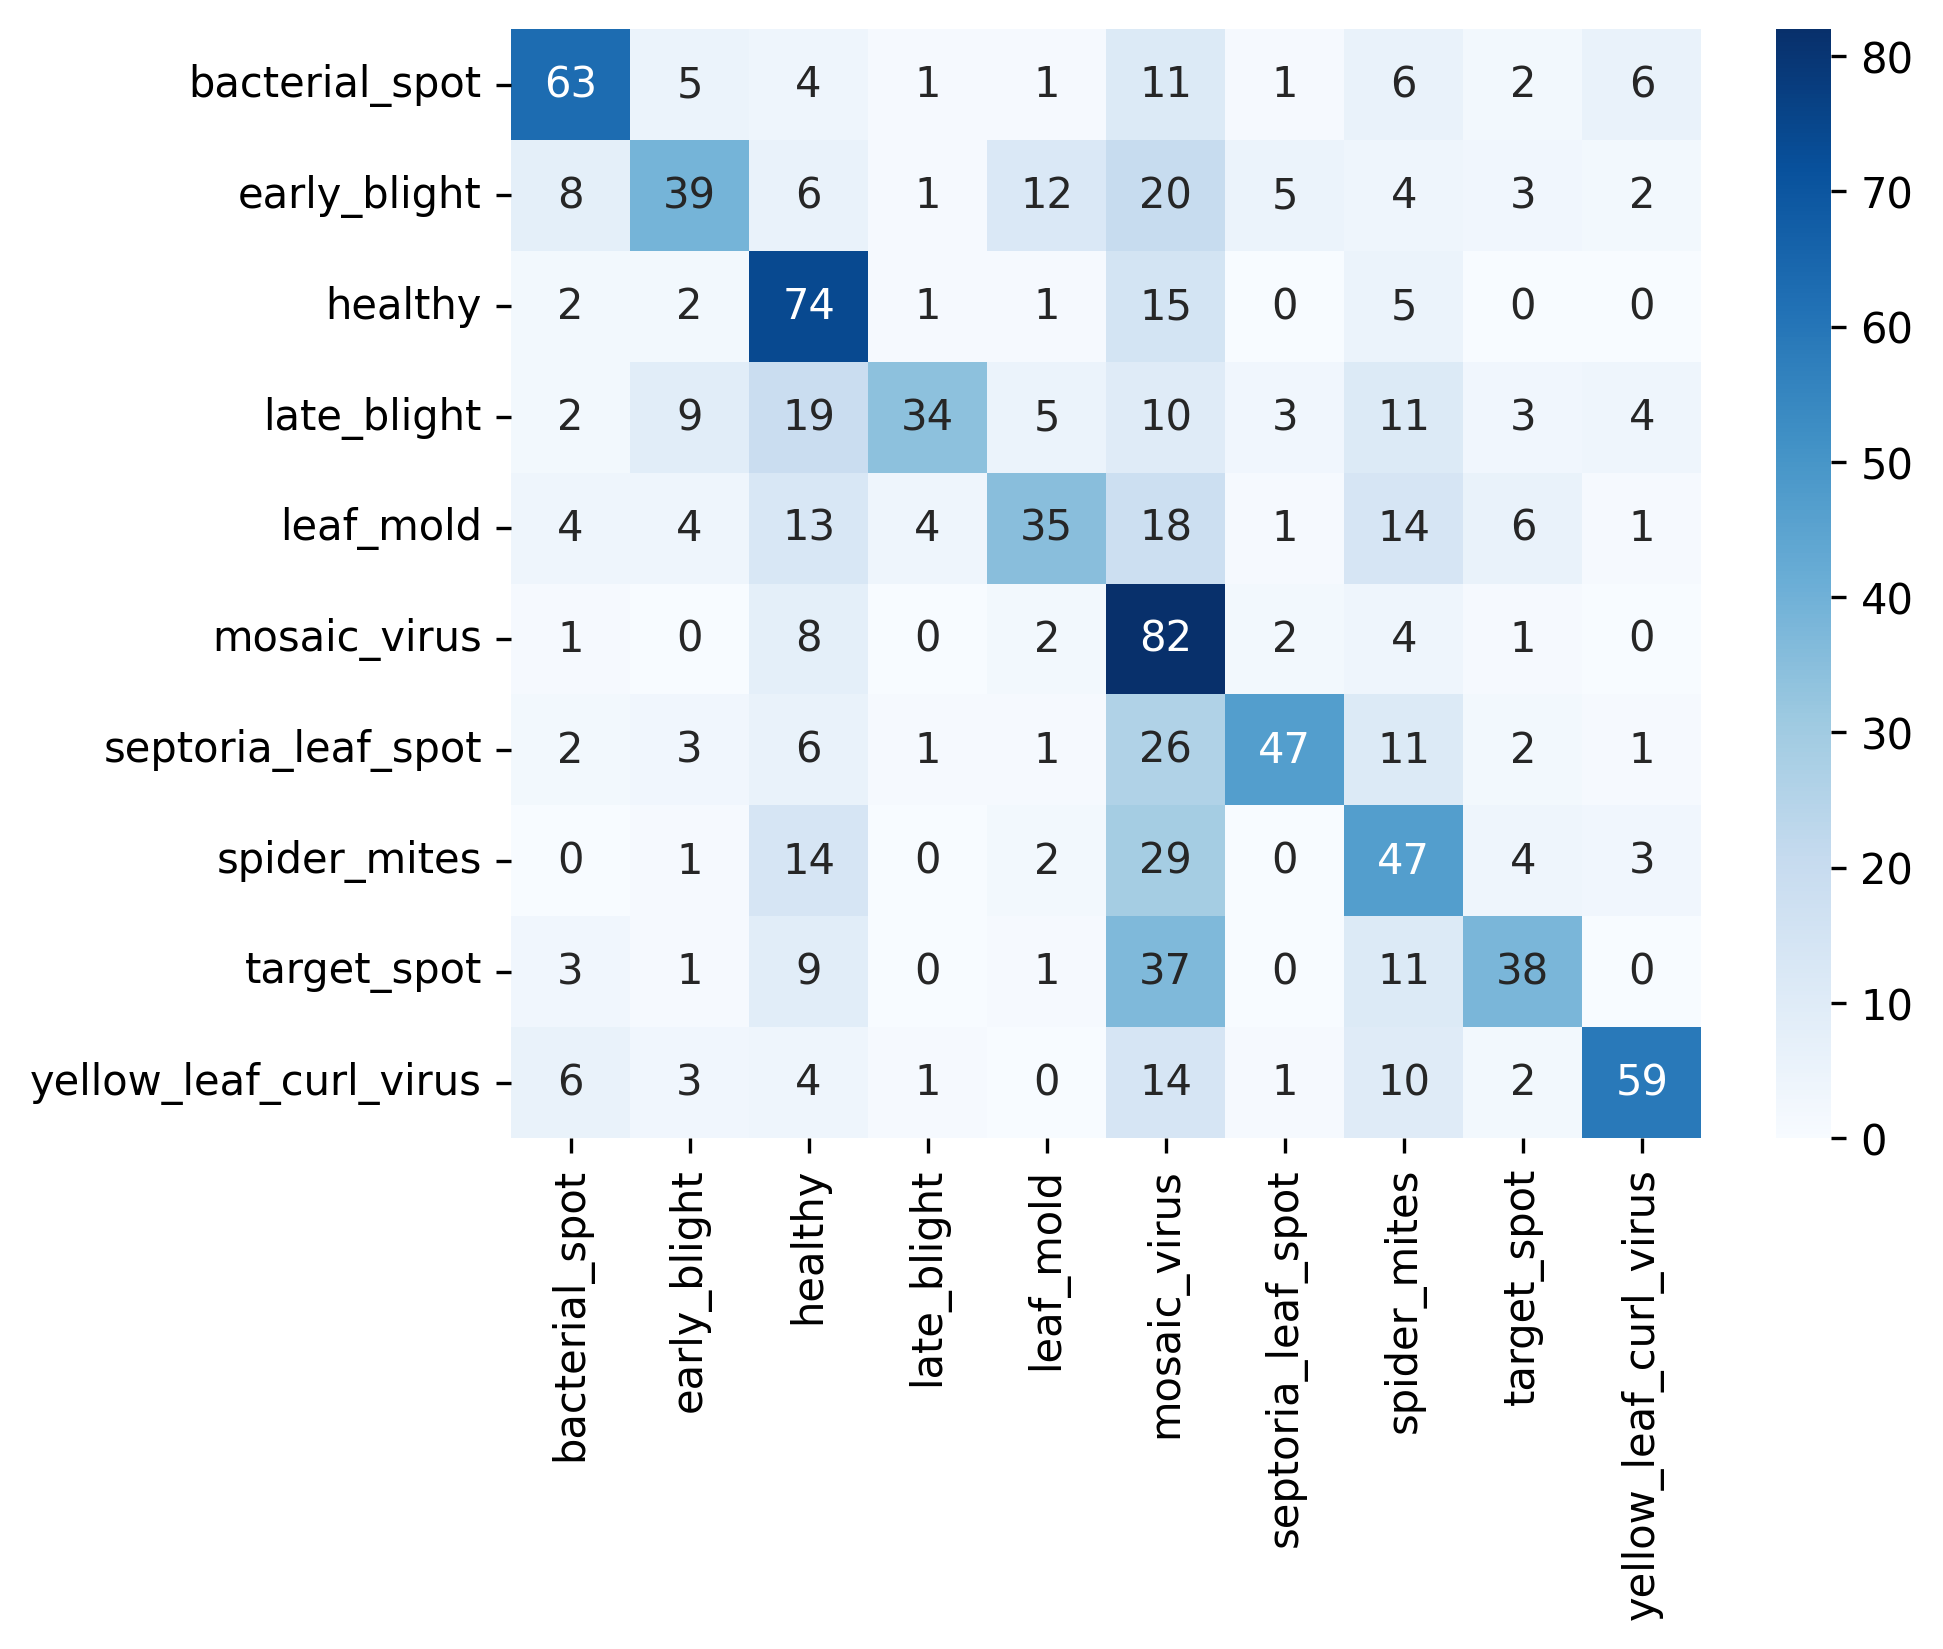 bacterial_spot 63 5 4 1 1 11 1 6 2 6
early_blight 8 39 6 1 12 20 5 4 3 2
healthy 2 2 74 1 1 15 0 5 0 0
late_blight 2 9 19 34 5 10 3 11 3 4
leaf_mold 4 4 13 4 35 18 1 14 6 1
mosaic_virus 1 0 8 0 2 82 2 4 1 0
septoria_leaf_spot 2 3 6 1 1 26 47 11 2 1
spider_mites 0 1 14 0 2 29 0 47 4 3
target_spot 3 1 9 0 1 37 0 11 38 0
yellow_leaf_curl_virus 6 3 4 1 0 14 1 10 2 59
bacterial_spot
early_blight
healthy
late_blight
leaf_mold
mosaic_virus
septoria_leaf_spot
spider_mites
target_spot
yellow_leaf_curl_virus
80
70
60
50
40
30
20
10
0